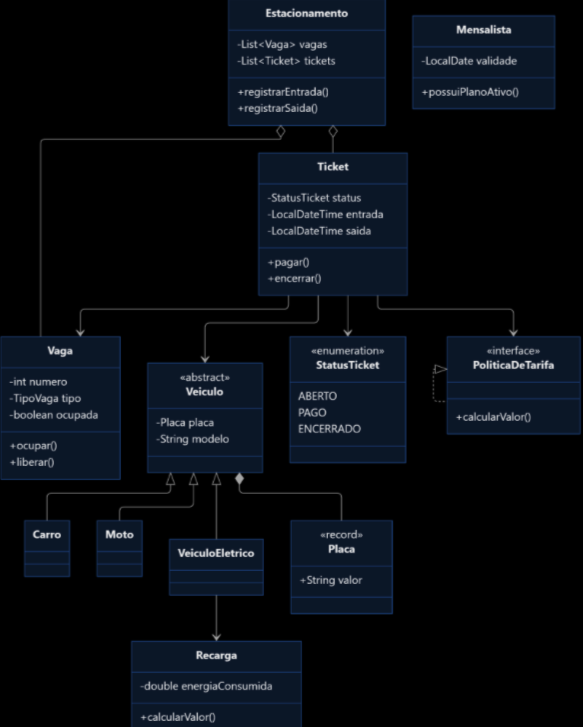 Estacionamento
-List<Vaga> vagas
-List<Ticket> tickets
+registrarEntrada()
+registrarSaida()
Mensalista
-LocalDate validade
+possuiPlanoAtivo()
Ticket
-StatusTicket status
-LocalDateTime entrada
-LocalDateTime saida
+pagar()
+encerrar()
Vaga
-int numero
-TipoVaga tipo
-boolean ocupada
+ocupar()
+liberar()
«abstract»
Veiculo
-Placa placa
-String modelo
«enumeration»
StatusTicket
ABERTO
PAGO
ENCERRADO
«interface»
PoliticaDeTarifa
+calcularValor()
Carro
Moto
VeiculoEletrico
«record»
Placa
+String valor
Recarga
-double energiaConsumida
+calcularValor()